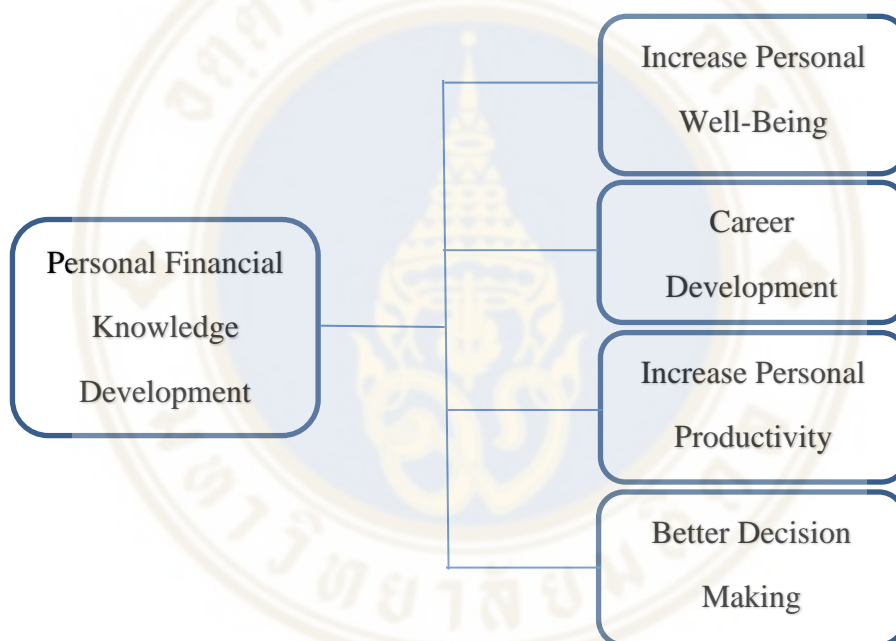 Personal Financial
Knowledge
Development
Increase Personal
Well-Being
Career
Development
Increase Personal
Productivity
Better Decision
Making